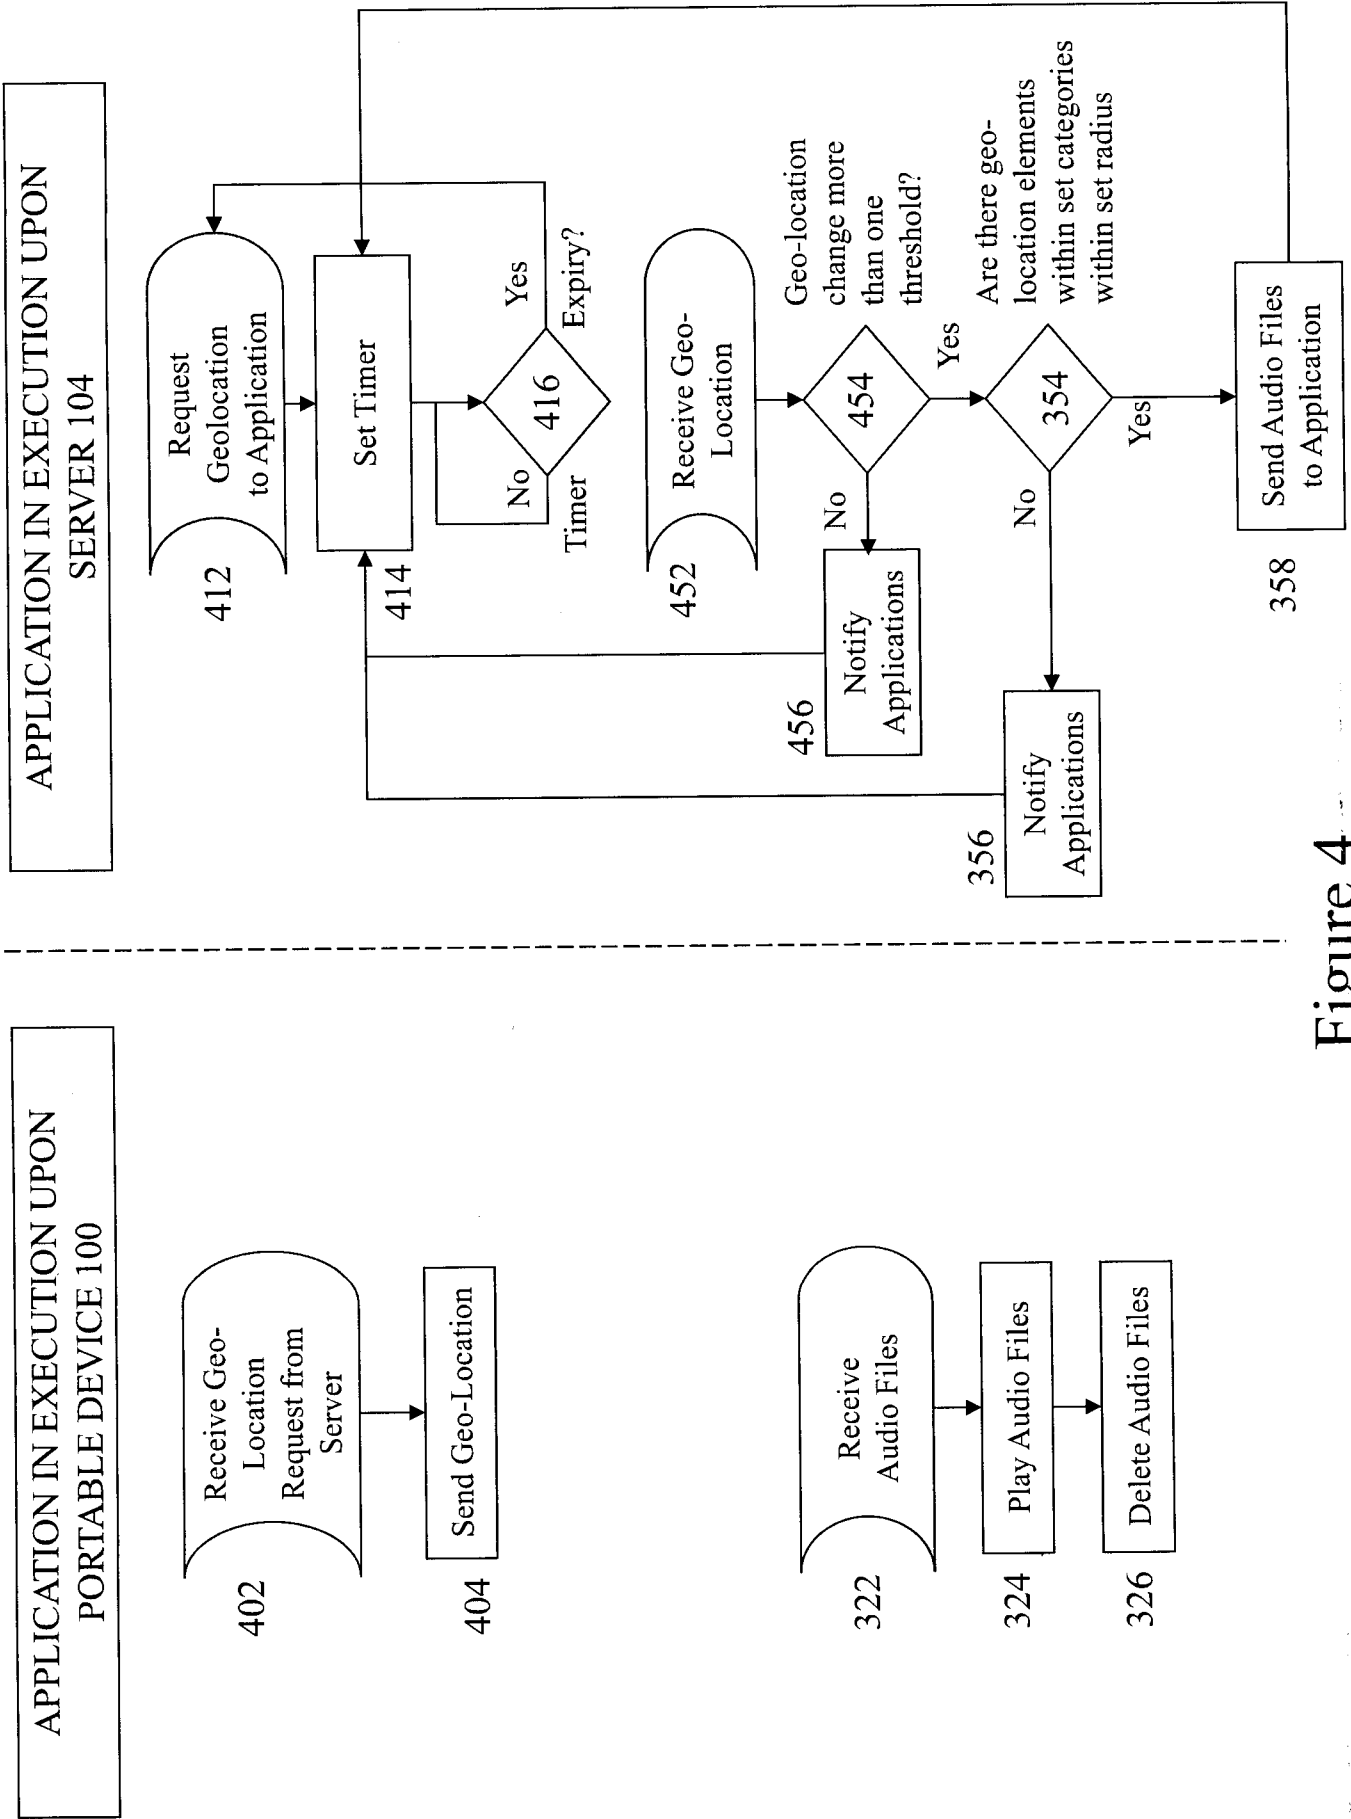 APPLICATION IN EXECUTION UPON
PORTABLE DEVICE 100
Receive Geo-
Location
Request from
Server
402
Send Geo-Location
404
Receive
Audio Files
322
Play Audio Files
324
Delete Audio Files
326
APPLICATION IN EXECUTION UPON
SERVER 104
Request
Geolocation
to Application
412
Set Timer
414
416
Timer
Expiry?
No
Yes
Receive Geo-
Location
452
454
Geo-location
change more
than one
threshold?
No
Yes
Notify
Applications
456
354
Are there geo-
location elements
within set categories
within set radius
No
Yes
Notify
Applications
356
Send Audio Files
to Application
358
Figure 4